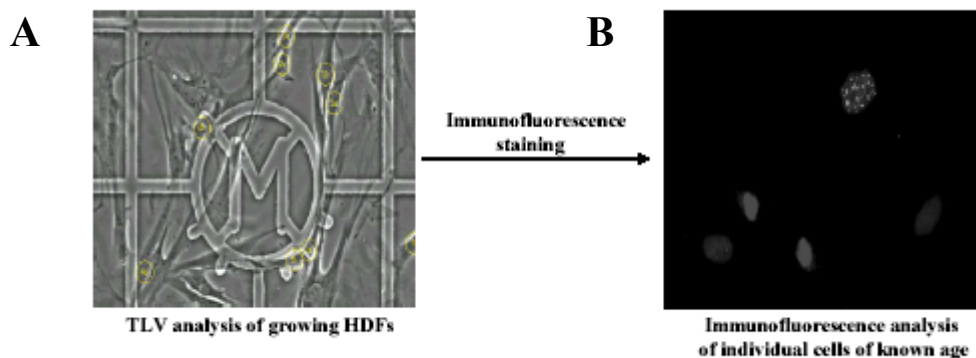 A
B
Immunofluorescence
staining
M
TLV analysis of growing HDFs
Immunofluorescence analysis
of individual cells of known age